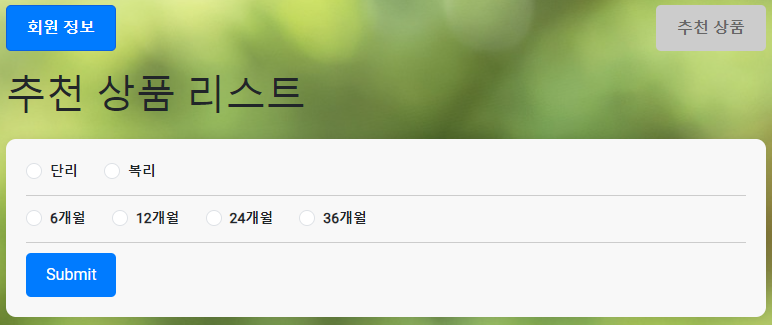 회원 정보 추천 상품
추천 상품 리스트
단리 복리
6개월 12개월 24개월 36개월
Submit